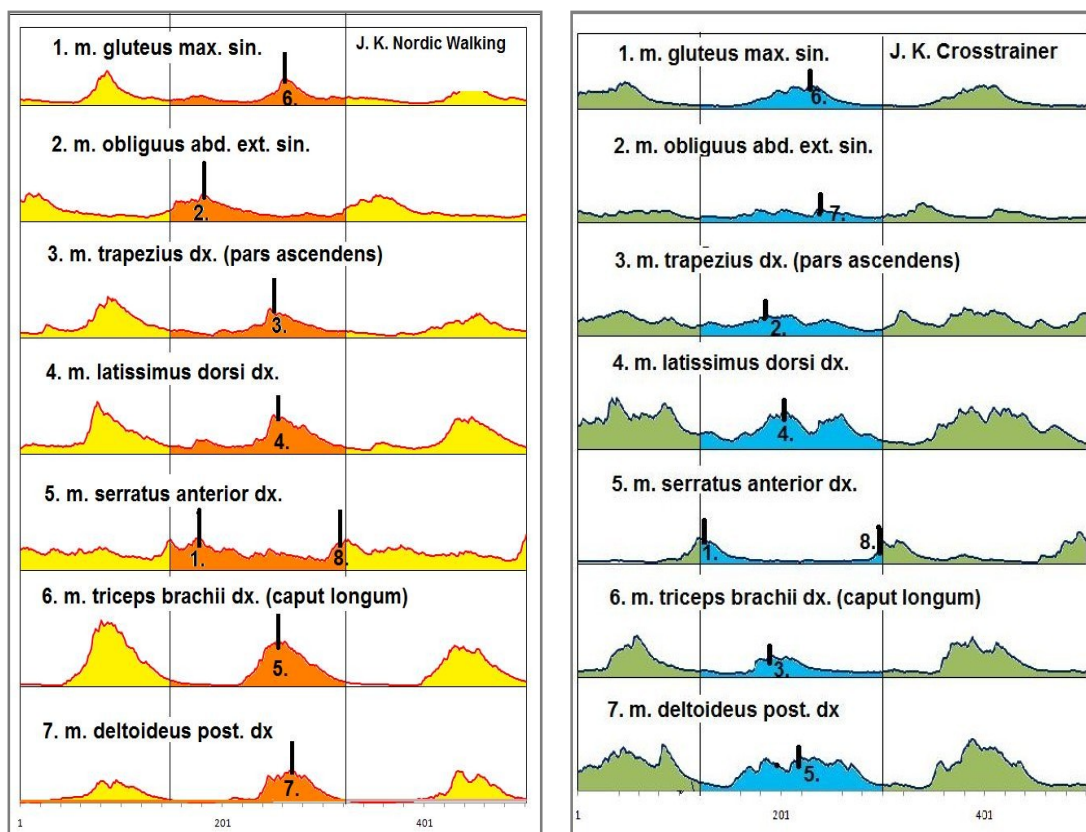 1. m. gluteus max. sin.
J. K. Nordic Walking
6.
2. m. obliguus abd. ext. sin.
2.
3. m. trapezius dx. (pars ascendens)
3.
4. m. latissimus dorsi dx.
4.
5. m. serratus anterior dx.
1.
8.
6. m. triceps brachii dx. (caput longum)
5.
7. m. deltoideus post. dx
7.
1
201
401
1 m. gluteus max. sin.
J. K. Crosstrainer
6.
2. m. obliguus abd. ext. sin.
7.
3. m. trapezius dx. (pars ascendens)
2.
4 m. latissimus dorsi dx.
4.
5. m. serratus anterior dx.
1.
8.
6. m. triceps brachii dx. (caput longum)
3.
7. m. deltoideus post. dx
5.
1
201
401